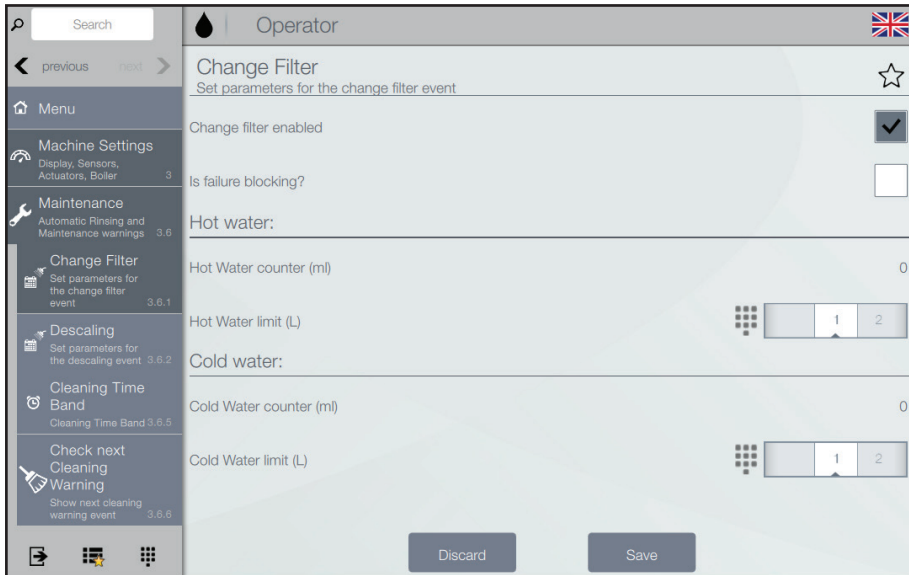 Search
Operator
previous
next
Change Filter
Set parameters for the change filter event
Menu
Machine Settings
Display, Sensors,
Actuators, Boiler 3
Maintenance
Automatic Rinsing and
Maintenance warnings 3.6
Change Filter
Set parameters for
the change filter
event 3.6.1
Descaling
Set parameters for
the descaling event 3.6.2
Cleaning Time
Band
Cleaning Time Band 3.6.5
Check next
Cleaning
Warning
Show next cleaning
warning event 3.6.6
Change filter enabled
Is failure blocking?
Hot water:
Hot Water counter (ml) 0
Hot Water limit (L) 1 2
Cold water:
Cold Water counter (ml) 0
Cold Water limit (L) 1 2
Discard Save